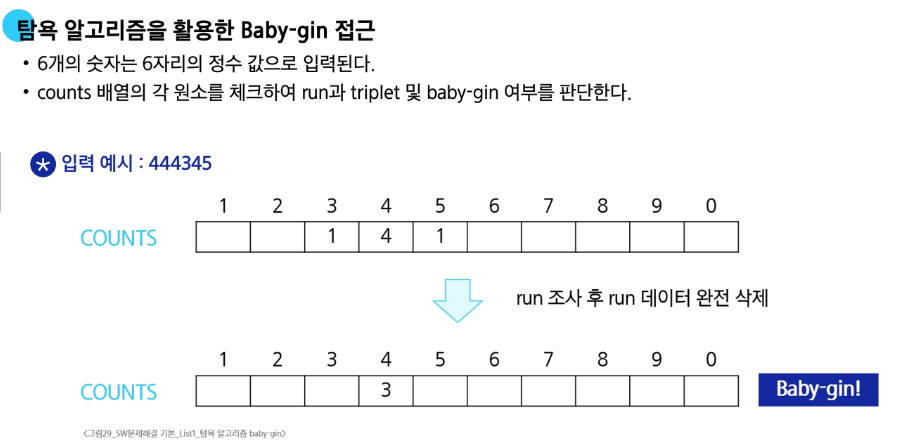 탐욕 알고리즘을 활용한 Baby-gin 접근
• 6개의 숫자는 6자리의 정수 값으로 입력된다.
• counts 배열의 각 원소를 체크하여 run과 triplet 및 baby-gin 여부를 판단한다.
* 입력 예시 : 444345
1 2 3 4 5 6 7 8 9 0
COUNTS 1 4 1
run 조사 후 run 데이터 완전 삭제
1 2 3 4 5 6 7 8 9 0
COUNTS 3 Baby-gin!
<그림29_SW문제해결 기본_List1_탐욕 알고리즘 baby-gin>